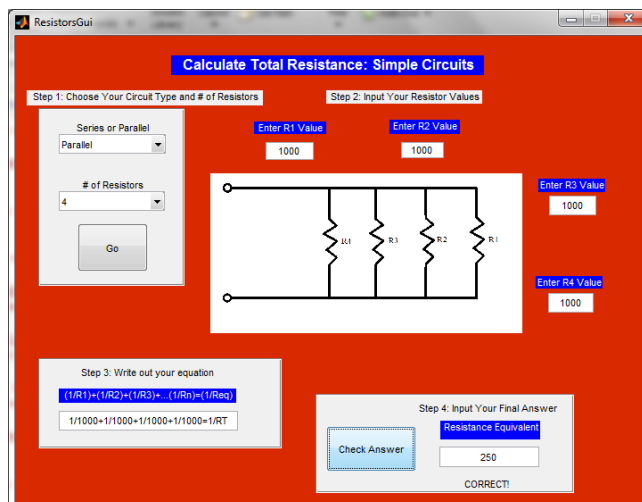 ResistorsGui
Calculate Total Resistance: Simple Circuits
Step 1: Choose Your Circuit Type and # of Resistors
Step 2: Input Your Resistor Values
Series or Parallel
Parallel
# of Resistors
4
Go
Enter R1 Value
1000
Enter R2 Value
1000
Enter R3 Value
1000
Enter R4 Value
1000
R4 R3 R2 R1
Step 3: Write out your equation
(1/R1)+(1/R2)+(1/R3)+...(1/Rn)=(1/Req)
1/1000+1/1000+1/1000+1/1000=1/RT
Step 4: Input Your Final Answer
Resistance Equivalent
Check Answer
250
CORRECT!